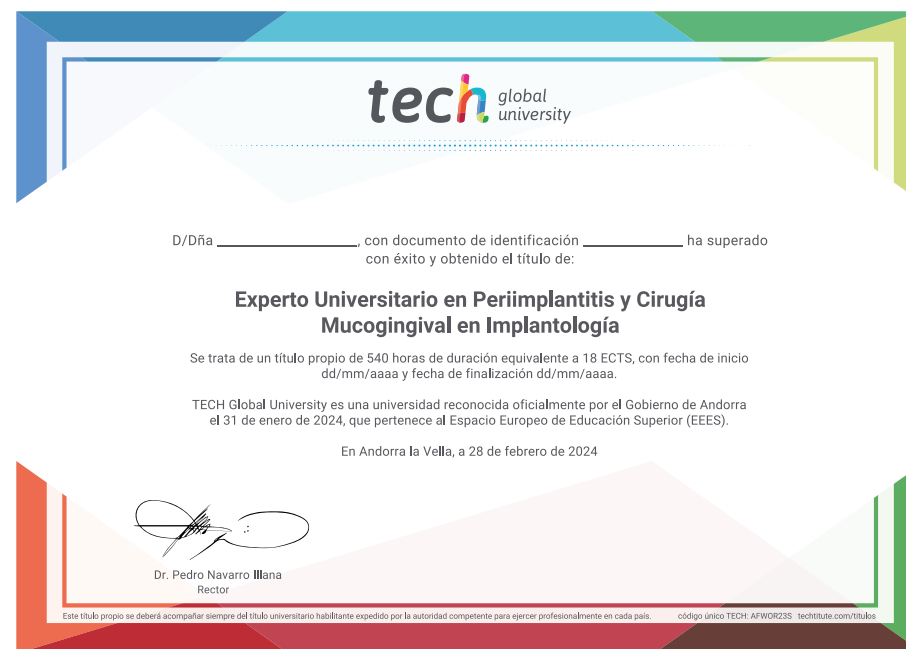 tech global university
D/Dña ____________________, con documento de identificación ______________ ha superado
con éxito y obtenido el título de:
Experto Universitario en Periimplantitis y Cirugía
Mucogingival en Implantología
Se trata de un título propio de 540 horas de duración equivalente a 18 ECTS, con fecha de inicio
dd/mm/aaaa y fecha de finalización dd/mm/aaaa.
TECH Global University es una universidad reconocida oficialmente por el Gobierno de Andorra
el 31 de enero de 2024, que pertenece al Espacio Europeo de Educación Superior (EEES).
En Andorra la Vella, a 28 de febrero de 2024
Dr. Pedro Navarro Illana
Rector
Este título propio se deberá acompañar siempre del título universitario habilitante expedido por la autoridad competente para ejercer profesionalmente en cada país. código único TECH: AFWOR23S techtitute.com/titulos